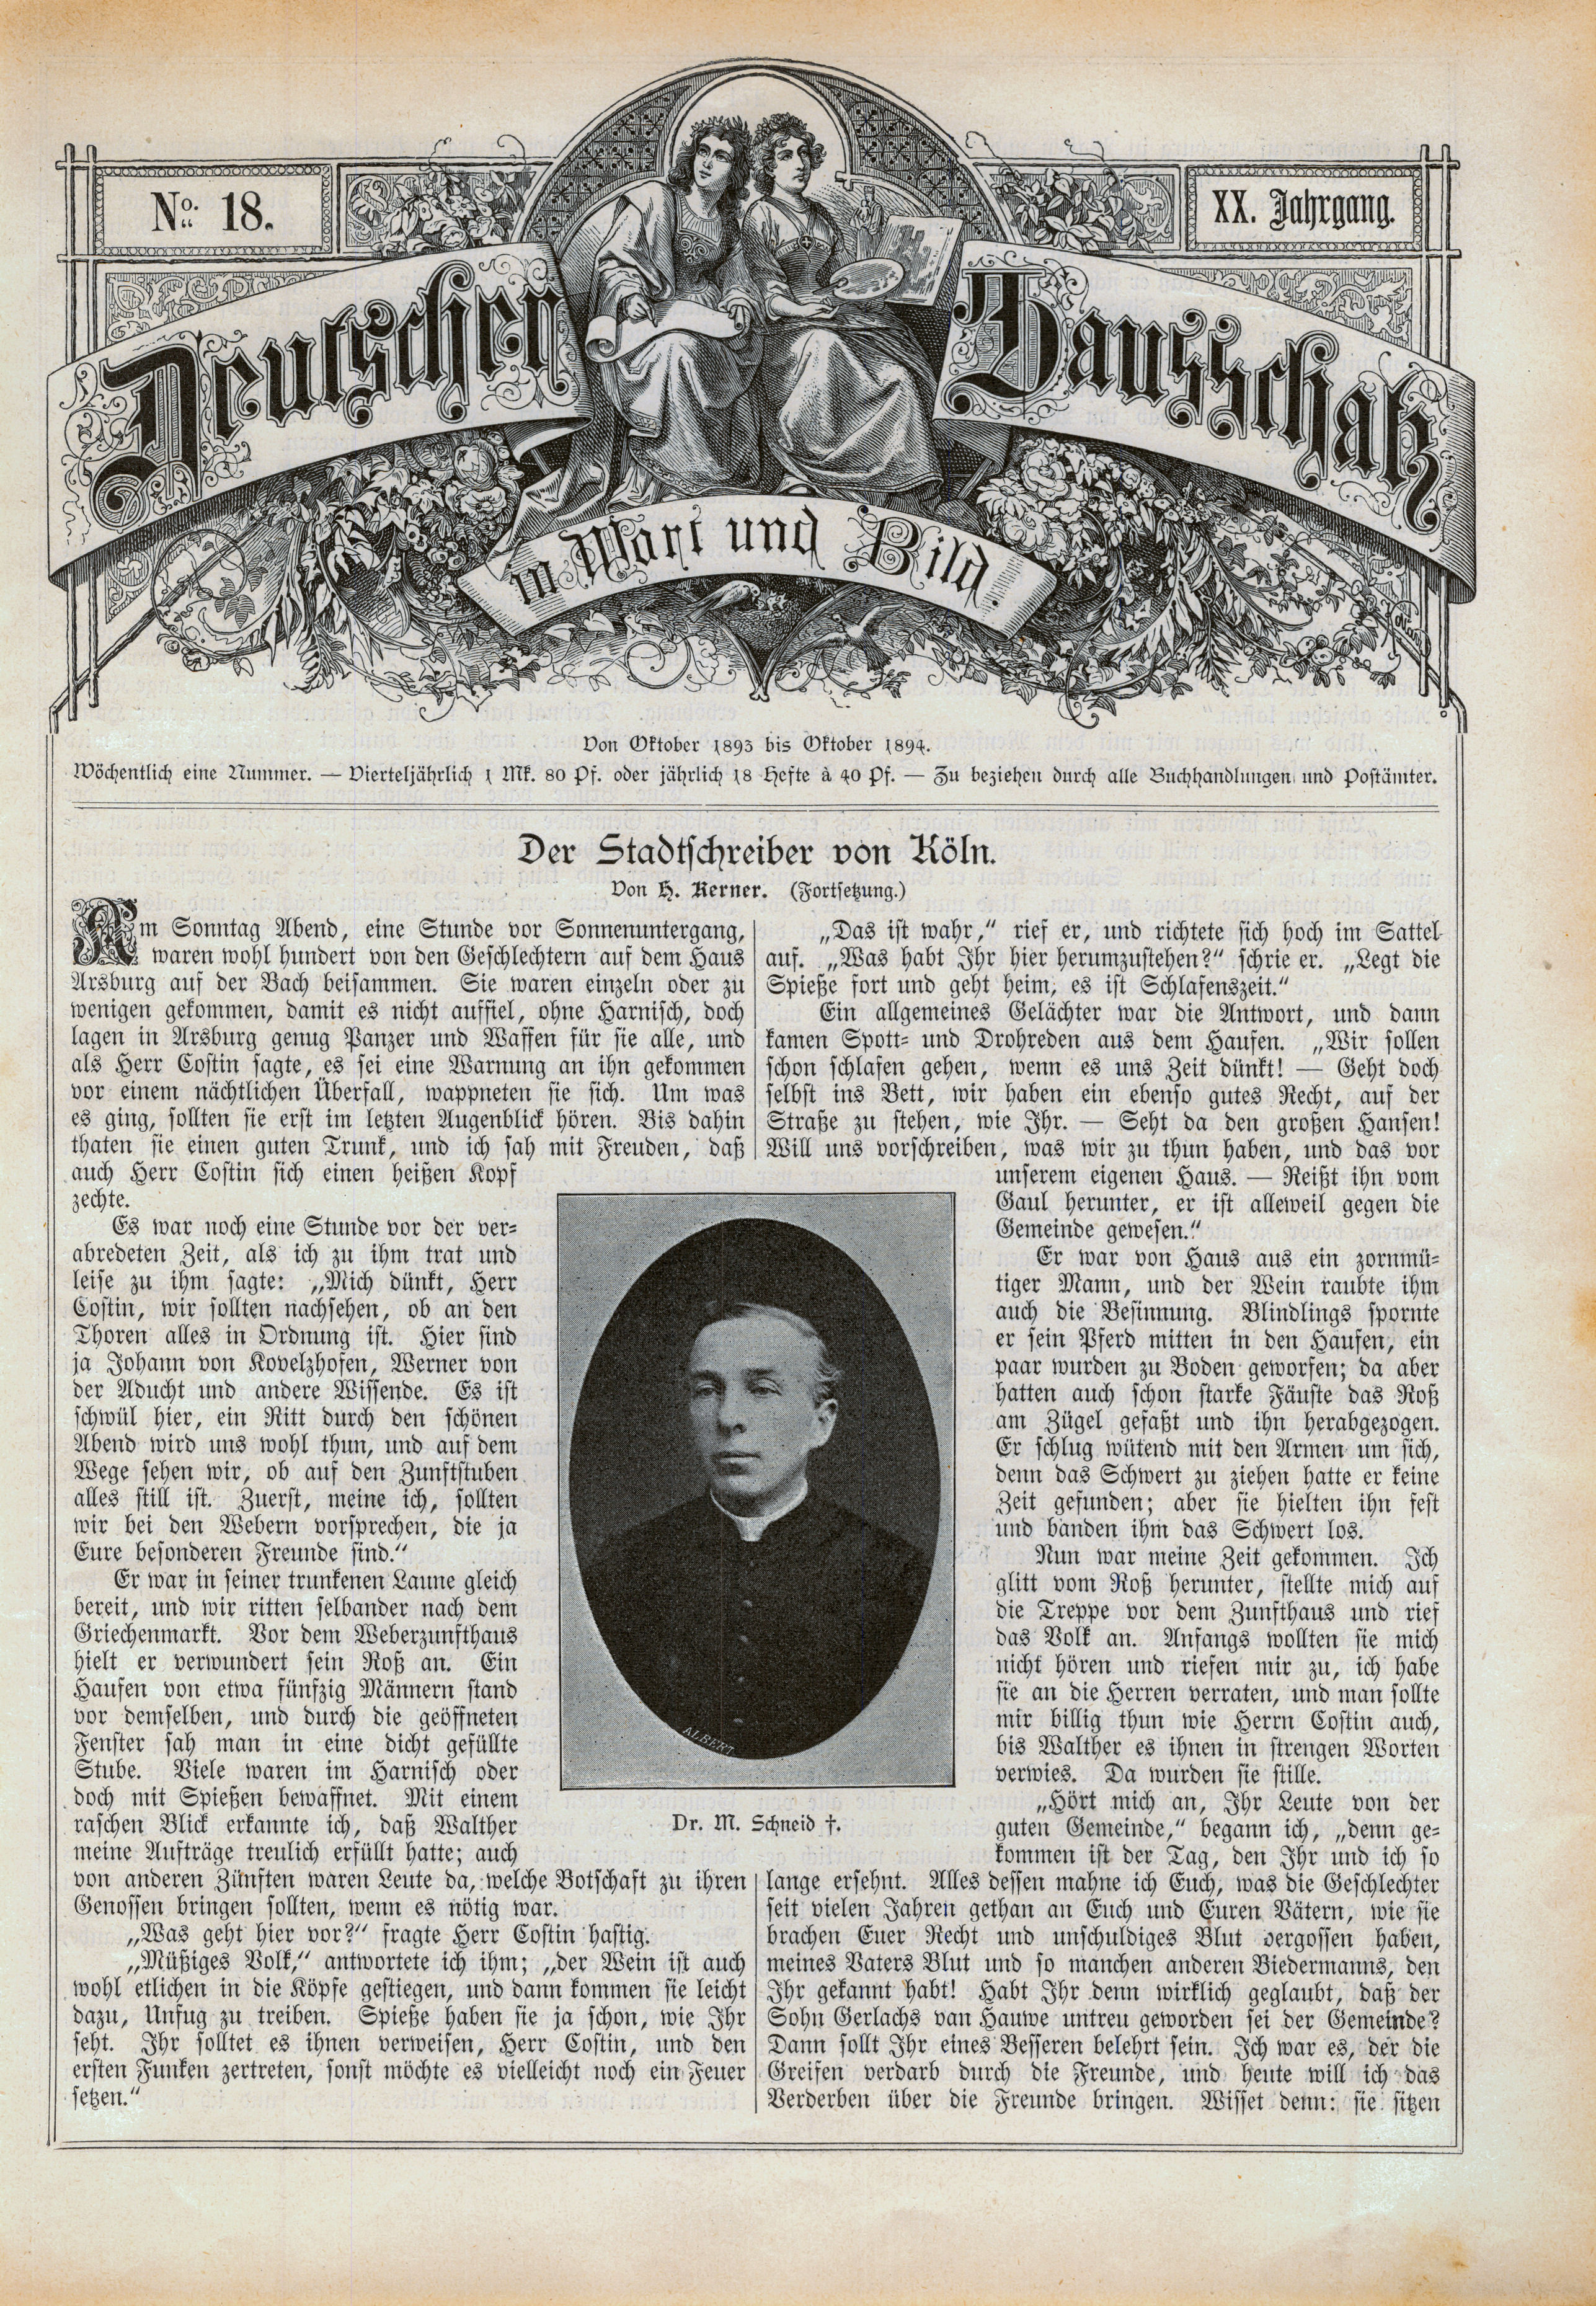 No. 18.
XX. Jahrgang.
Deutscher Hausschatz
in Wort und Bild.
Von Oktober 1893 bis Oktober 1894.
Wöchentlich eine Nummer. — Vierteljährlich 1 Mk. 80 Pf. oder jährlich 18 Hefte à 40 Pf. — Zu beziehen durch alle Buchhandlungen und Postämter.
Der Stadtschreiber von Köln.
Von H. Kerner. (Fortsetzung.)
Am Sonntag Abend, eine Stunde vor Sonnenuntergang,
waren wohl hundert von den Geschlechtern auf dem Haus
Arsburg auf der Bach beisammen. Sie waren einzeln oder zu
wenigen gekommen, damit es nicht auffiel, ohne Harnisch, doch
lagen in Arsburg genug Panzer und Waffen für sie alle, und
als Herr Costin sagte, es sei eine Warnung an ihn gekommen
vor einem nächtlichen Überfall, wappneten sie sich. Um was
es ging, sollten sie erst im letzten Augenblick hören. Bis dahin
thaten sie einen guten Trunk, und ich sah mit Freuden, daß
auch Herr Costin sich einen heißen Kopf
zechte.
Es war noch eine Stunde vor der ver-
abredeten Zeit, als ich zu ihm trat und
leise zu ihm sagte: „Mich dünkt, Herr
Costin, wir sollten nachsehen, ob an den
Thoren alles in Ordnung ist. Hier sind
ja Johann von Kovelzhofen, Werner von
der Aducht und andere Wissende. Es ist
schwül hier, ein Ritt durch den schönen
Abend wird uns wohl thun, und auf dem
Wege sehen wir, ob auf den Zunftstuben
alles still ist. Zuerst, meine ich, sollten
wir bei den Webern vorsprechen, die ja
Eure besonderen Freunde sind.“
Er war in seiner trunkenen Laune gleich
bereit, und wir ritten selbander nach dem
Griechenmarkt. Vor dem Weberzunfthaus
hielt er verwundert sein Roß an. Ein
Haufen von etwa fünfzig Männern stand
vor demselben, und durch die geöffneten
Fenster sah man in eine dicht gefüllte
Stube. Viele waren im Harnisch oder
doch mit Spießen bewaffnet. Mit einem
raschen Blick erkannte ich, daß Walther
meine Aufträge treulich erfüllt hatte; auch
von anderen Zünften waren Leute da, welche Botschaft zu ihren
Genossen bringen sollten, wenn es nötig war.
„Was geht hier vor?“ fragte Herr Costin hastig.
„Müßiges Volk,“ antwortete ich ihm; „der Wein ist auch
wohl etlichen in die Köpfe gestiegen, und dann kommen sie leicht
dazu, Unfug zu treiben. Spieße haben sie ja schon, wie Ihr
seht. Ihr solltet es ihnen verweisen, Herr Costin, und den
ersten Funken zertreten, sonst möchte es vielleicht noch ein Feuer
setzen.“
„Das ist wahr,“ rief er, und richtete sich hoch im Sattel
auf. „Was habt Ihr hier herumzustehen?“ schrie er. „Legt die
Spieße fort und geht heim, es ist Schlafenszeit.“
Ein allgemeines Gelächter war die Antwort, und dann
kamen Spott- und Drohreden aus dem Haufen. „Wir sollen
schon schlafen gehen, wenn es uns Zeit dünkt! — Geht doch
selbst ins Bett, wir haben ein ebenso gutes Recht, auf der
Straße zu stehen, wie Ihr. — Seht da den großen Hansen!
Will uns vorschreiben, was wir zu thun haben, und das vor
unserem eigenen Haus. — Reißt ihn vom
Gaul herunter, er ist alleweil gegen die
Gemeinde gewesen.“
Er war von Haus aus ein zornmü-
tiger Mann, und der Wein raubte ihm
auch die Besinnung. Blindlings spornte
er sein Pferd mitten in den Haufen, ein
paar wurden zu Boden geworfen; da aber
hatten auch schon starke Fäuste das Roß
am Zügel gefaßt und ihn herabgezogen.
Er schlug wütend mit den Armen um sich,
denn das Schwert zu ziehen hatte er keine
Zeit gefunden; aber sie hielten ihn fest
und banden ihm das Schwert los.
Nun war meine Zeit gekommen. Ich
glitt vom Roß herunter, stellte mich auf
die Treppe vor dem Zunfthaus und rief
das Volk an. Anfangs wollten sie mich
nicht hören und riefen mir zu, ich habe
sie an die Herren verraten, und man sollte
mir billig thun wie Herrn Costin auch,
bis Walther es ihnen in strengen Worten
verwies. Da wurden sie stille.
„Hört mich an, Ihr Leute von der
guten Gemeinde,“ begann ich, „denn ge-
kommen ist der Tag, den Ihr und ich so
lange ersehnt. Alles dessen mahne ich Euch, was die Geschlechter
seit vielen Jahren gethan an Euch und Euren Vätern, wie sie
brachen Euer Recht und unschuldiges Blut vergossen haben,
meines Vaters Blut und so manchen anderen Biedermanns, den
Ihr gekannt habt! Habt Ihr denn wirklich geglaubt, daß der
Sohn Gerlachs van Hauwe untreu geworden sei der Gemeinde?
Dann sollt Ihr eines Besseren belehrt sein. Ich war es, der die
Greifen verdarb durch die Freunde, und heute will ich das
Verderben über die Freunde bringen. Wisset denn: sie sitzen
ALBERT
Dr. M. Schneid †.